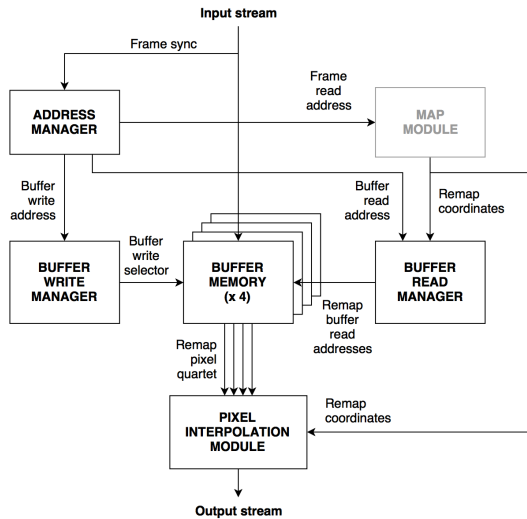 Input stream
Frame sync
ADDRESS
MANAGER
Frame
read
address
MAP
MODULE
Buffer
write
address
Buffer
read
address
Remap
coordinates
BUFFER
WRITE
MANAGER
Buffer
write
selector
BUFFER
MEMORY
(x 4)
BUFFER
READ
MANAGER
Remap
buffer
read
addresses
Remap
pixel
quartet
PIXEL
INTERPOLATION
MODULE
Remap
coordinates
Output stream